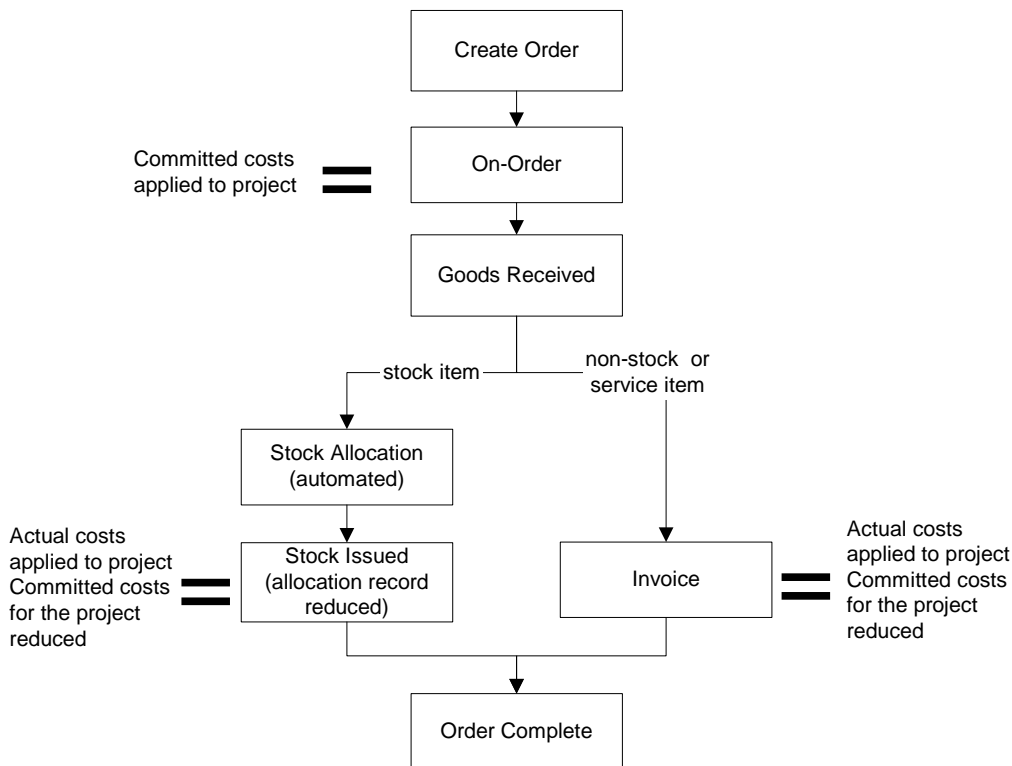 Create Order
Committed costs
applied to project
On-Order
Goods Received
stock item
non-stock or
service item
Stock Allocation
(automated)
Actual costs
applied to project
Committed costs
for the project
reduced
Stock Issued
(allocation record
reduced)
Invoice
Actual costs
applied to project
Committed costs
for the project
reduced
Order Complete